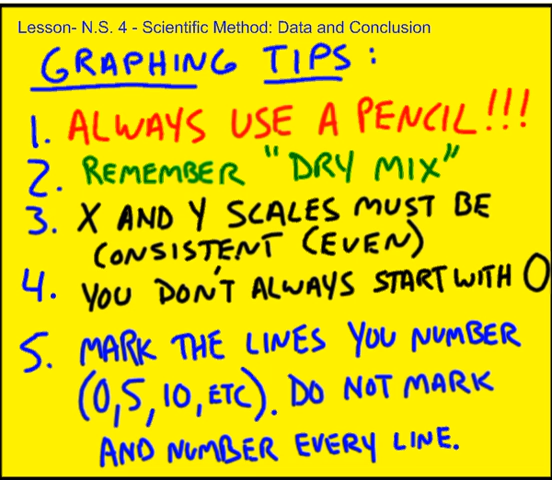 Lesson- N.S. 4 - Scientific Method: Data and Conclusion
GRAPHING TIPS:
1. ALWAYS USE A PENCIL!!!
2. REMEMBER "DRY MIX"
3. X AND Y SCALES MUST BE
CONSISTENT (EVEN)
4. YOU DON'T ALWAYS START WITH 0
5. MARK THE LINES YOU NUMBER
(0, 5, 10, ETC). DO NOT MARK
AND NUMBER EVERY LINE.